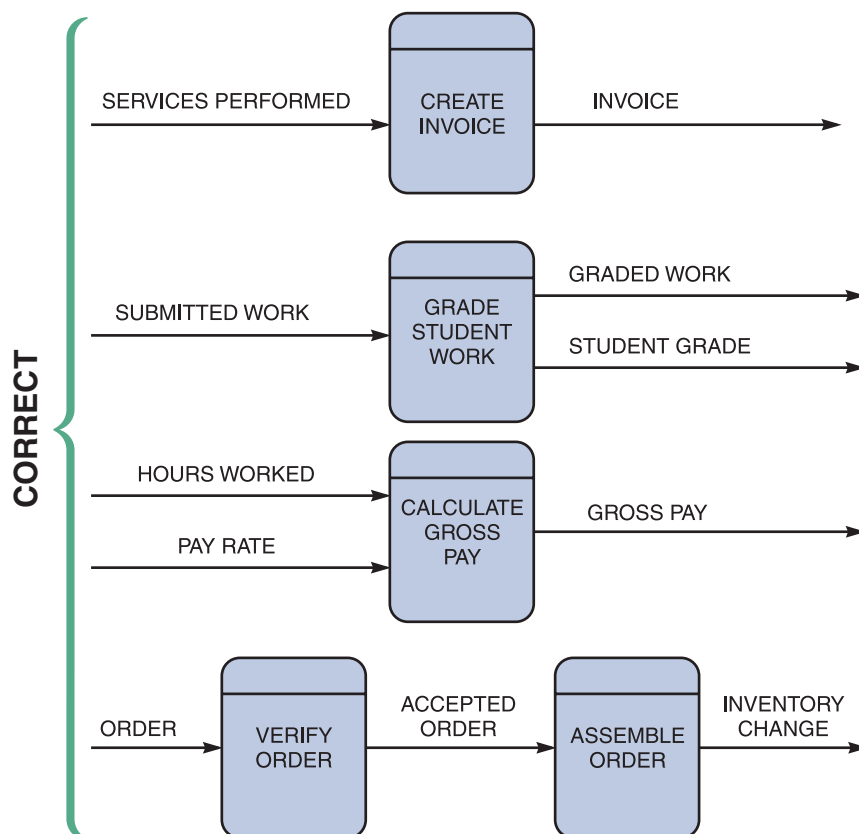 CORRECT
SERVICES PERFORMED
CREATE
INVOICE
INVOICE
SUBMITTED WORK
GRADE
STUDENT
WORK
GRADED WORK
STUDENT GRADE
HOURS WORKED
PAY RATE
CALCULATE
GROSS
PAY
GROSS PAY
ORDER
VERIFY
ORDER
ACCEPTED
ORDER
ASSEMBLE
ORDER
INVENTORY
CHANGE